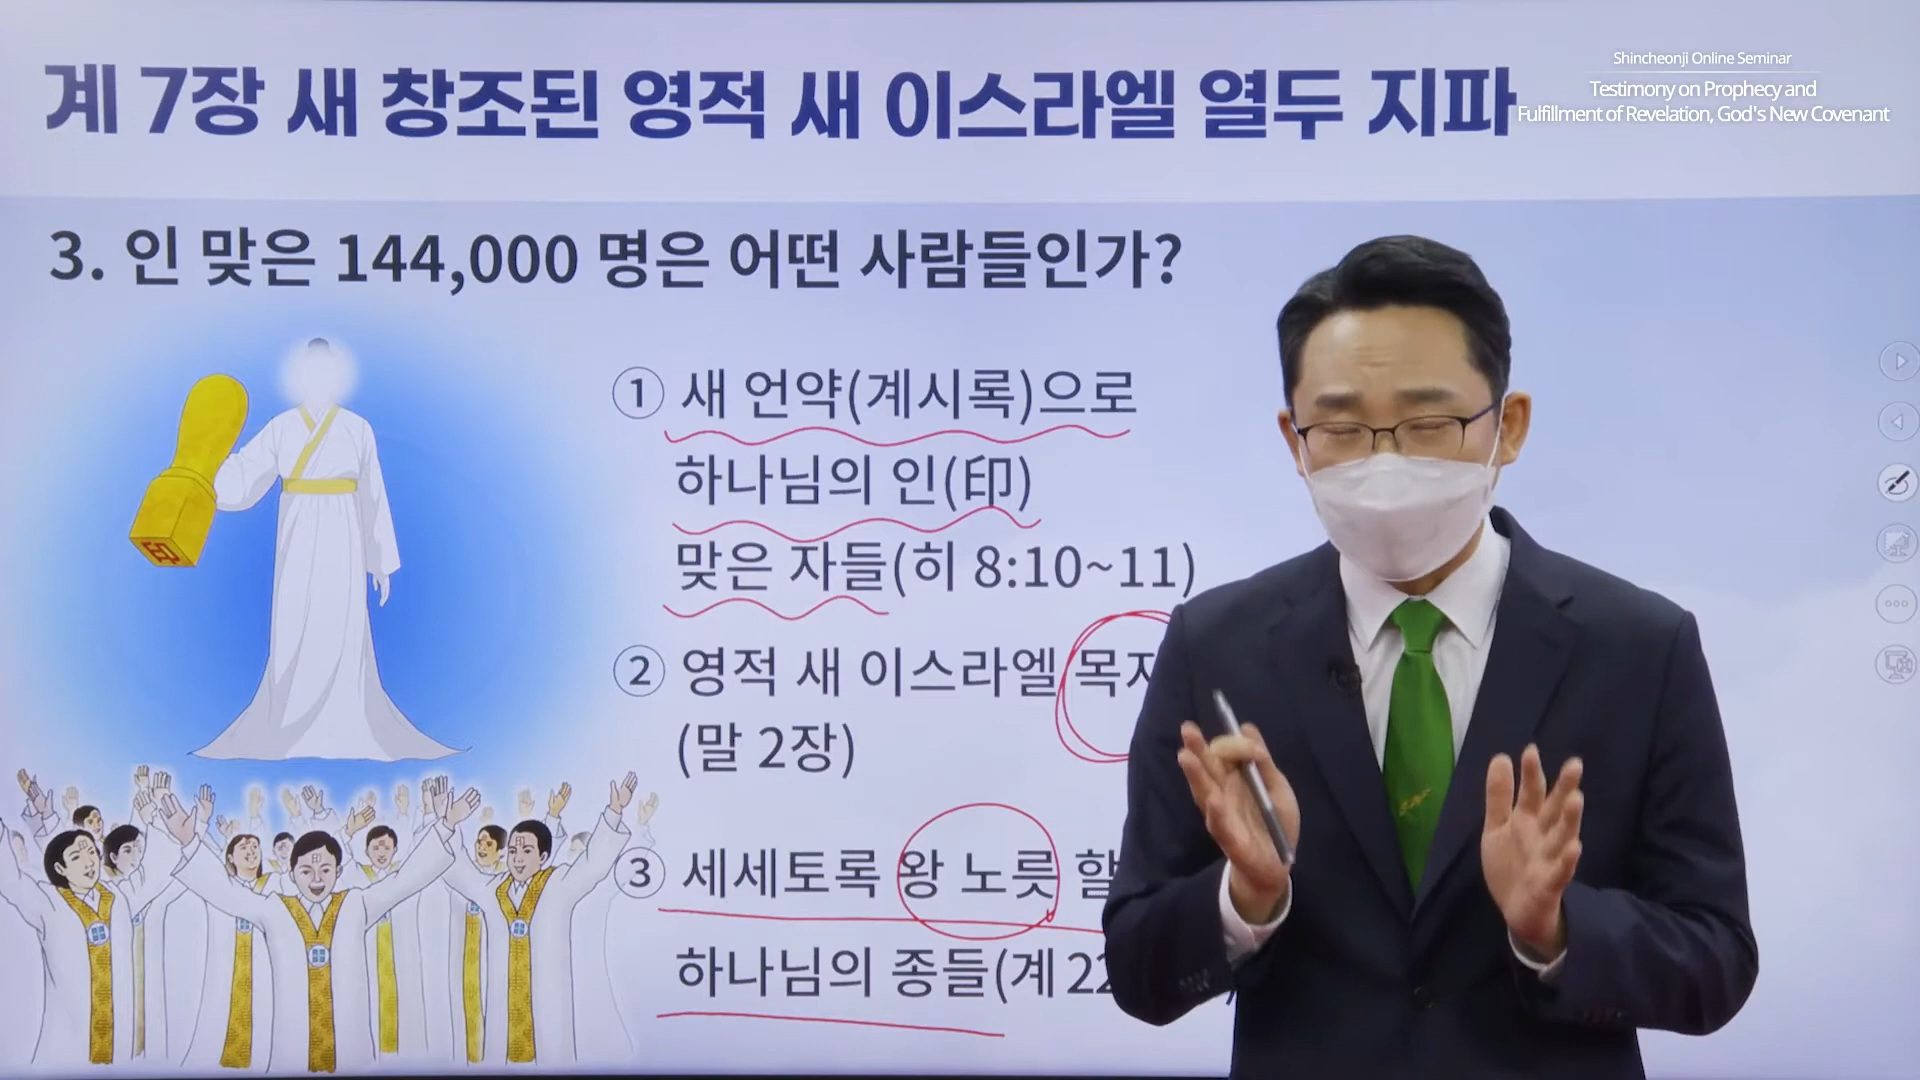 계 7장 새 창조된 영적 새 이스라엘 열두 지파
Shincheonji Online Seminar
Testimony on Prophecy and
Fulfillment of Revelation, God's New Covenant
3. 인 맞은 144,000 명은 어떤 사람들인가?
① 새 언약(계시록)으로
하나님의 인(印)
맞은 자들(히 8:10~11)
② 영적 새 이스라엘
(말 2장)
③ 세세토록 왕 노릇 할
하나님의 종들(계
印